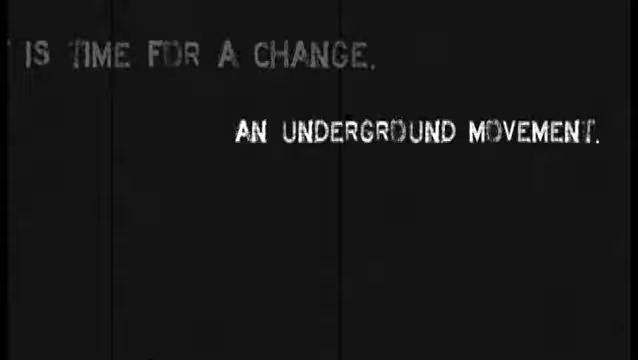 IS TIME FOR A CHANGE.
AN UNDERGROUND MOVEMENT.